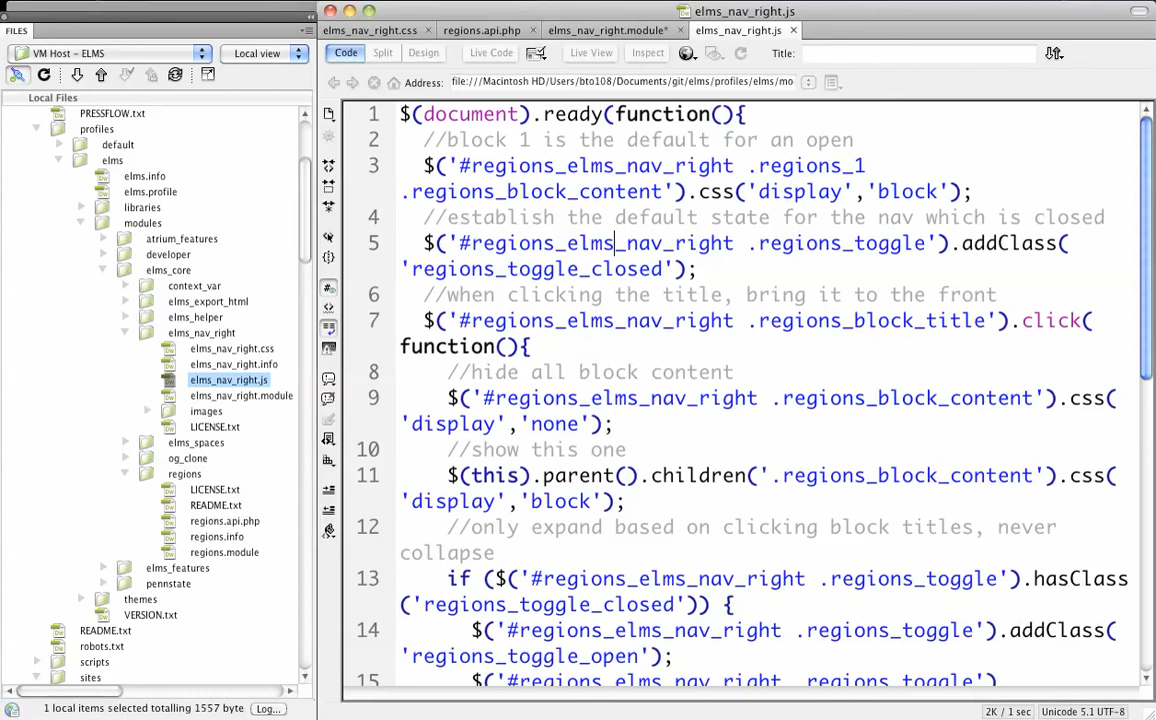 elms_nav_right.js
FILES
elms_nav_right.css
regions.api.php
elms_nav_right.module*
elms_nav_right.js
VM Host - ELMS
Local view
Code
Split
Design
Live Code
Live View
Inspect
Title:
Address:
file:///Macintosh HD/Users/bto108/Documents/git/elms/profiles/elms/mo
Local Files
PRESSFLOW.txt
profiles
default
elms
elms.info
elms.profile
libraries
modules
atrium_features
developer
elms_core
context_var
elms_export_html
elms_helper
elms_nav_right
elms_nav_right.css
elms_nav_right.info
elms_nav_right.js
elms_nav_right.module
images
LICENSE.txt
elms_spaces
og_clone
regions
LICENSE.txt
README.txt
regions.api.php
regions.info
regions.module
elms_features
pennstate
themes
VERSION.txt
README.txt
robots.txt
scripts
sites
1 $(document).ready(function(){
2 //block 1 is the default for an open
3 $('#regions_elms_nav_right .regions_1
.regions_block_content').css('display','block');
4 //establish the default state for the nav which is closed
5 $('#regions_elms_nav_right .regions_toggle').addClass(
'regions_toggle_closed');
6 //when clicking the title, bring it to the front
7 $('#regions_elms_nav_right .regions_block_title').click(
function(){
8 //hide all block content
9 $('#regions_elms_nav_right .regions_block_content').css(
'display','none');
10 //show this one
11 $(this).parent().children('.regions_block_content').css(
'display','block');
12 //only expand based on clicking block titles, never
collapse
13 if ($('#regions_elms_nav_right .regions_toggle').hasClass
('regions_toggle_closed')) {
14 $('#regions_elms_nav_right .regions_toggle').addClass(
'regions_toggle_open');
15 $('#regions_elms_nav_right .regions_toggle')
1 local items selected totalling 1557 byte
Log...
2K / 1 sec
Unicode 5.1 UTF-8